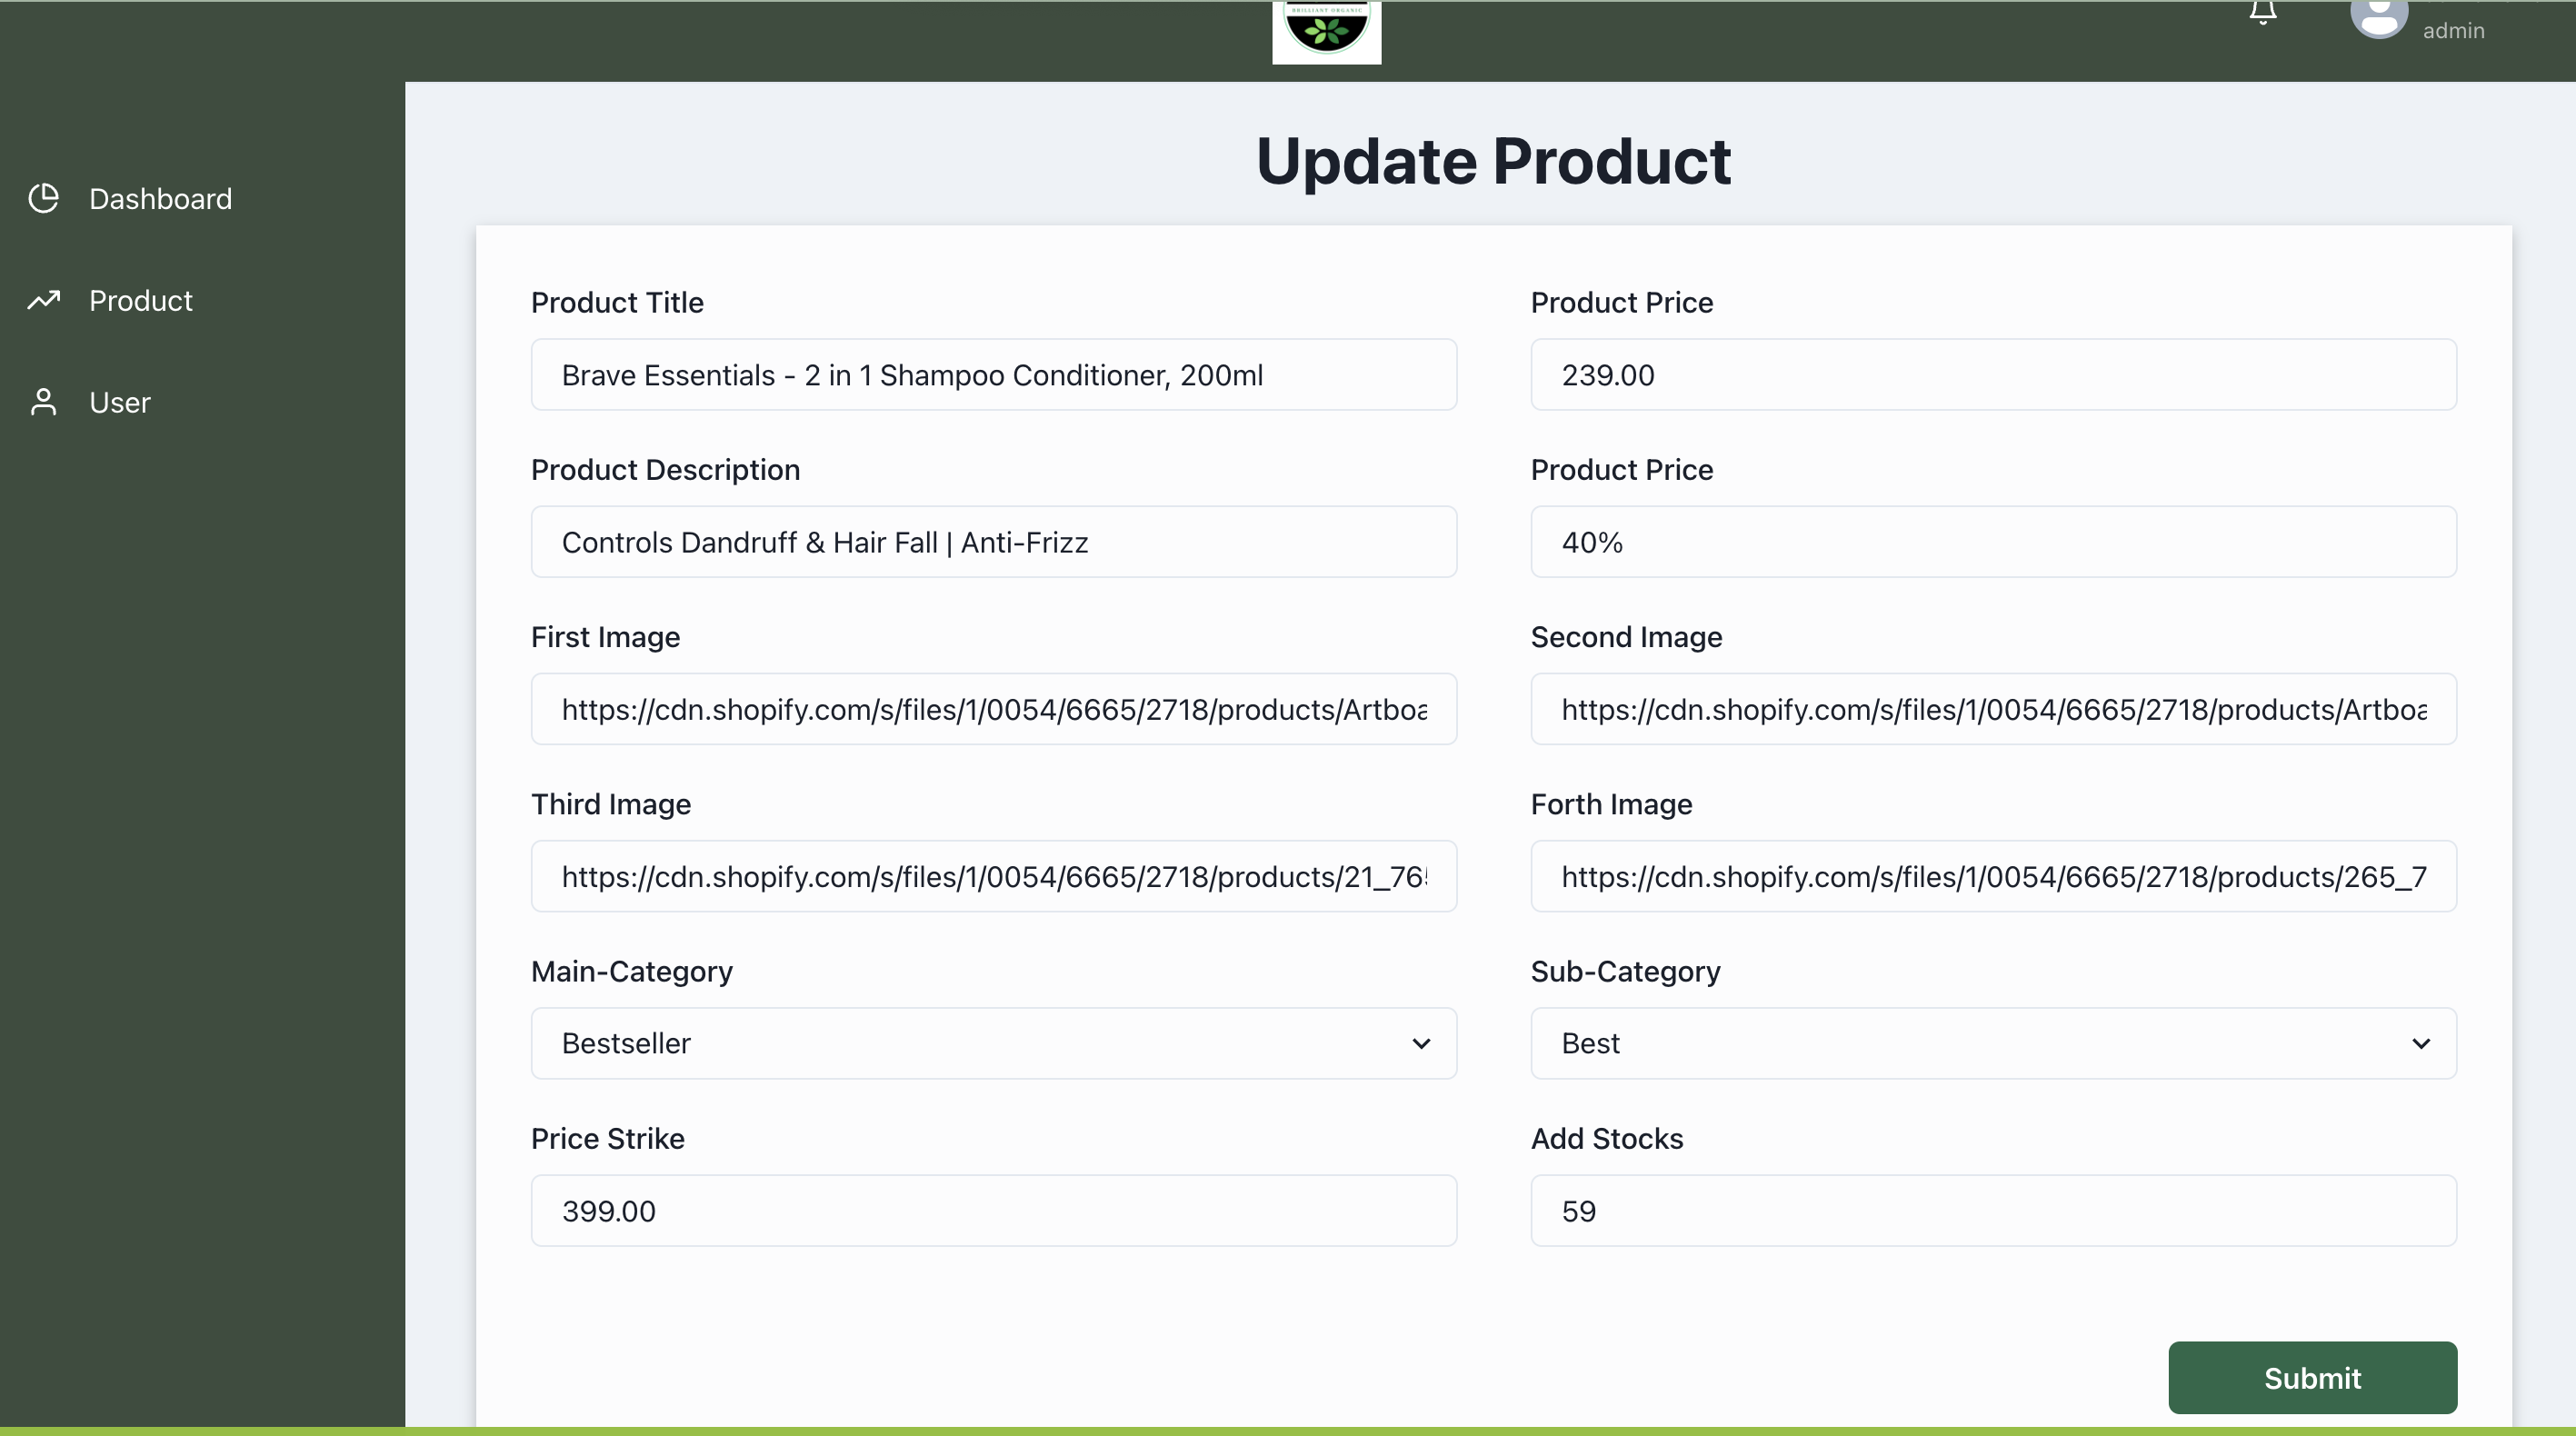 BRILLIANT ORGANIC
admin
Dashboard
Product
User
Update Product
Product Title
Product Price
Brave Essentials - 2 in 1 Shampoo Conditioner, 200ml
239.00
Product Description
Product Price
Controls Dandruff & Hair Fall | Anti-Frizz
40%
First Image
Second Image
https://cdn.shopify.com/s/files/1/0054/6665/2718/products/Artboa
https://cdn.shopify.com/s/files/1/0054/6665/2718/products/Artboa
Third Image
Forth Image
https://cdn.shopify.com/s/files/1/0054/6665/2718/products/21_765
https://cdn.shopify.com/s/files/1/0054/6665/2718/products/265_7
Main-Category
Sub-Category
Bestseller
Best
Price Strike
Add Stocks
399.00
59
Submit